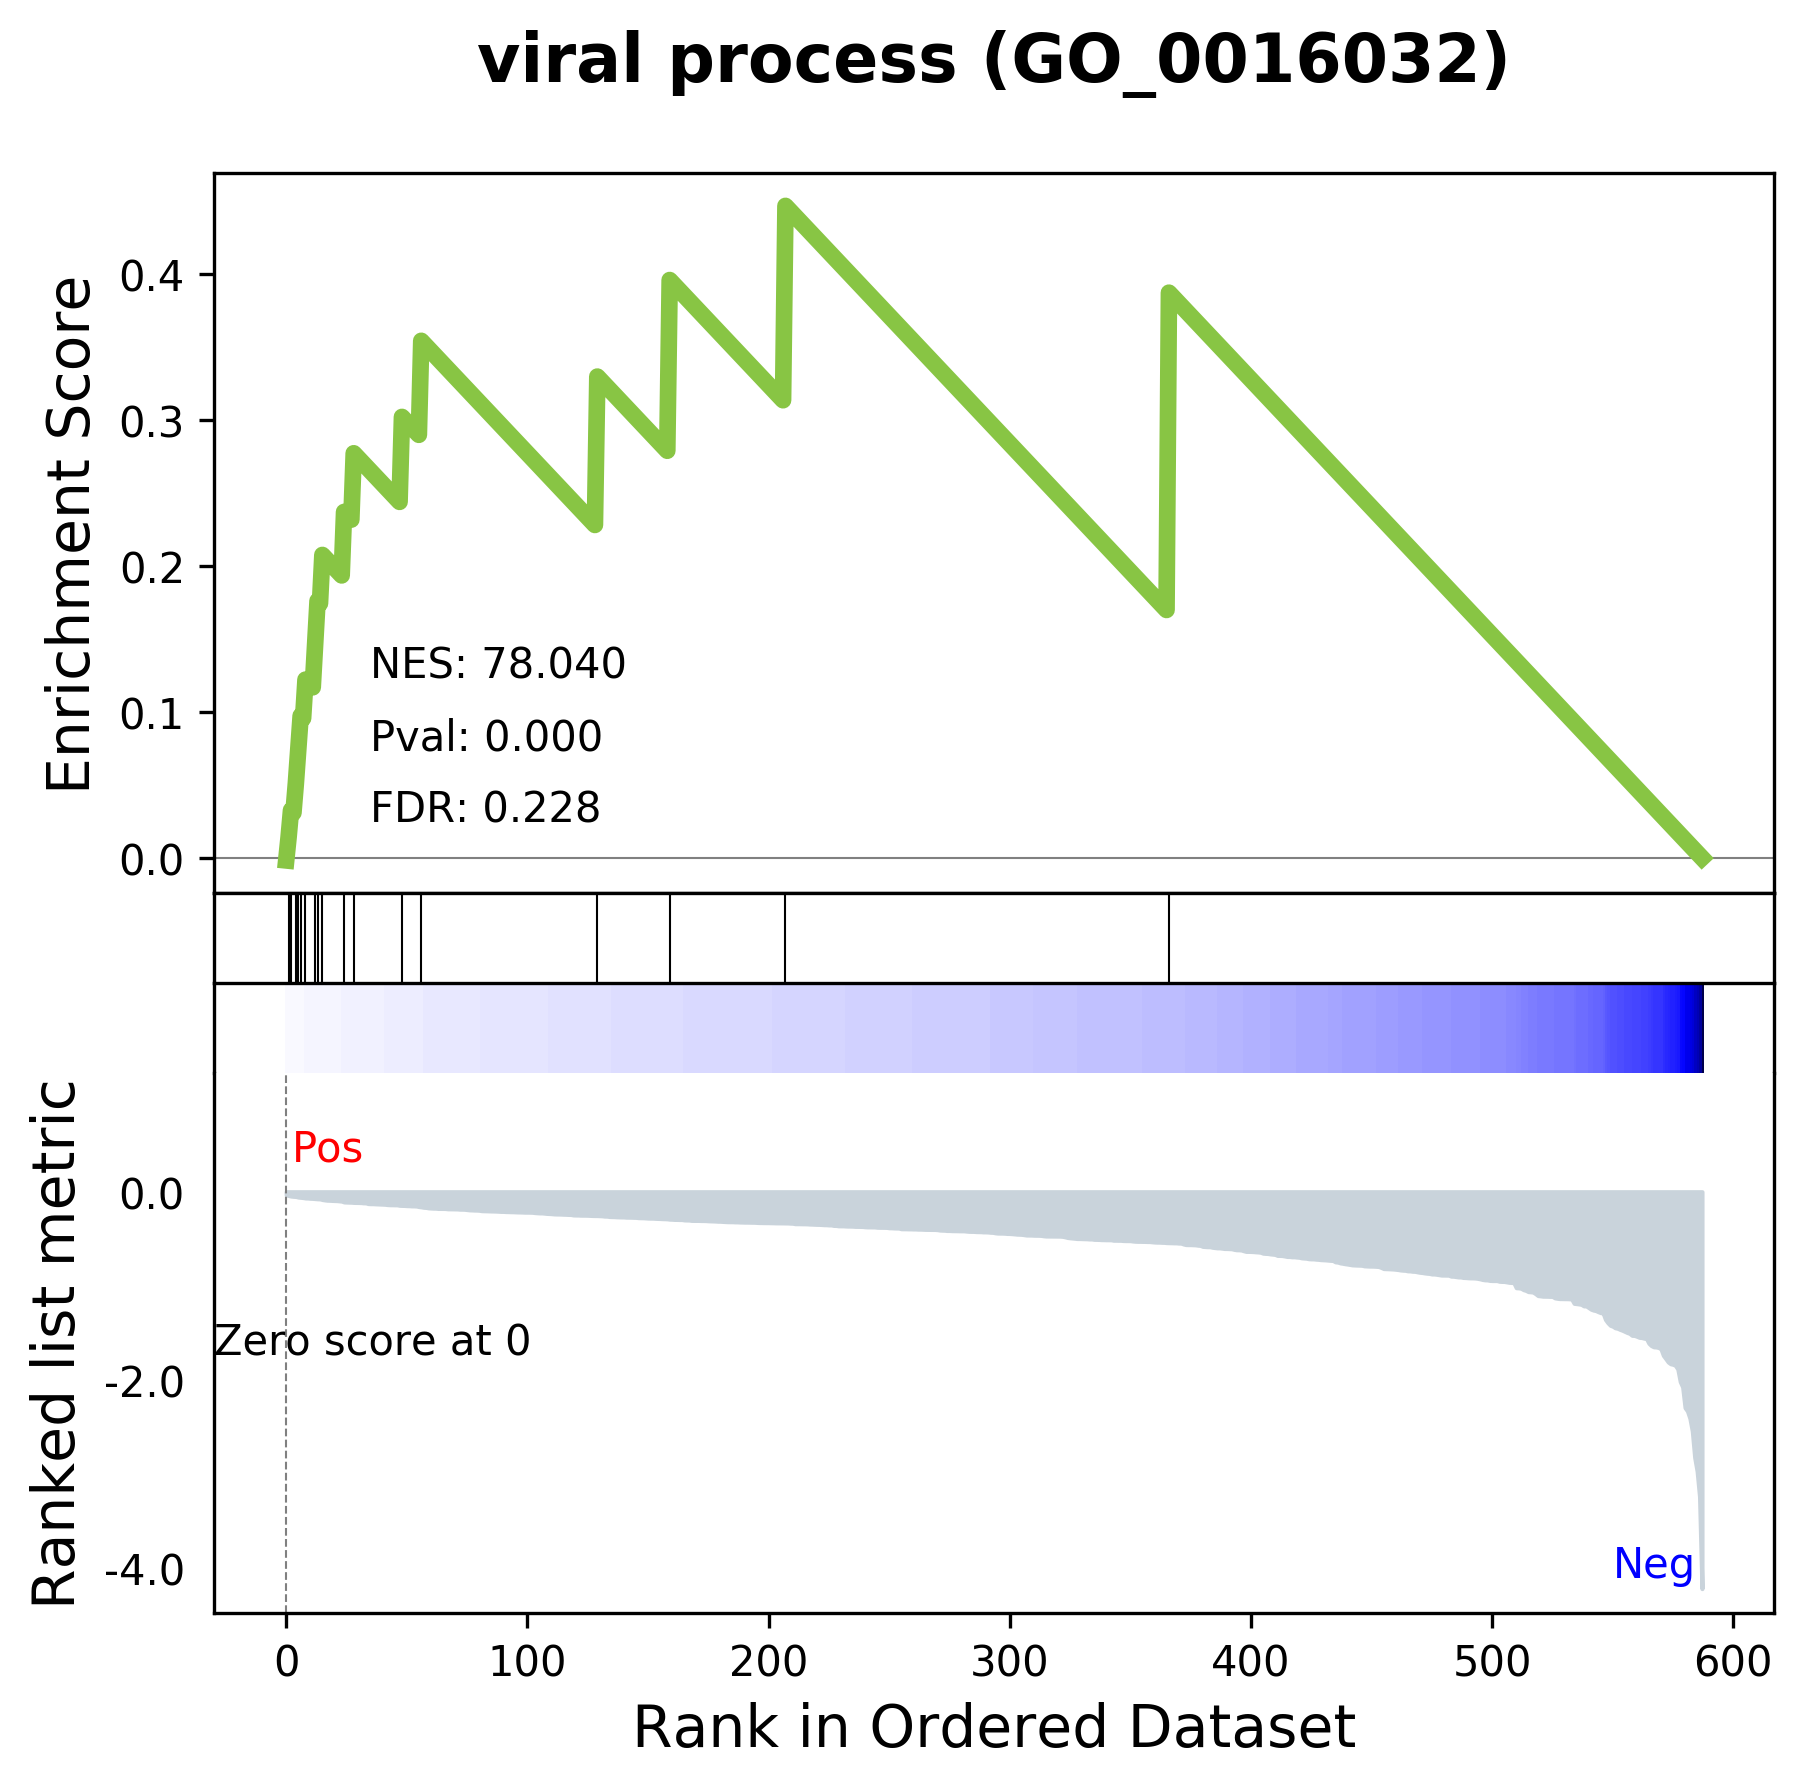 viral process (GO_0016032)
Enrichment Score
0.4
0.3
0.2
0.1
0.0
NES: 78.040
Pval: 0.000
FDR: 0.228
Ranked list metric
Pos
0.0
Zero score at 0
-2.0
-4.0
Neg
0 100 200 300 400 500 600
Rank in Ordered Dataset